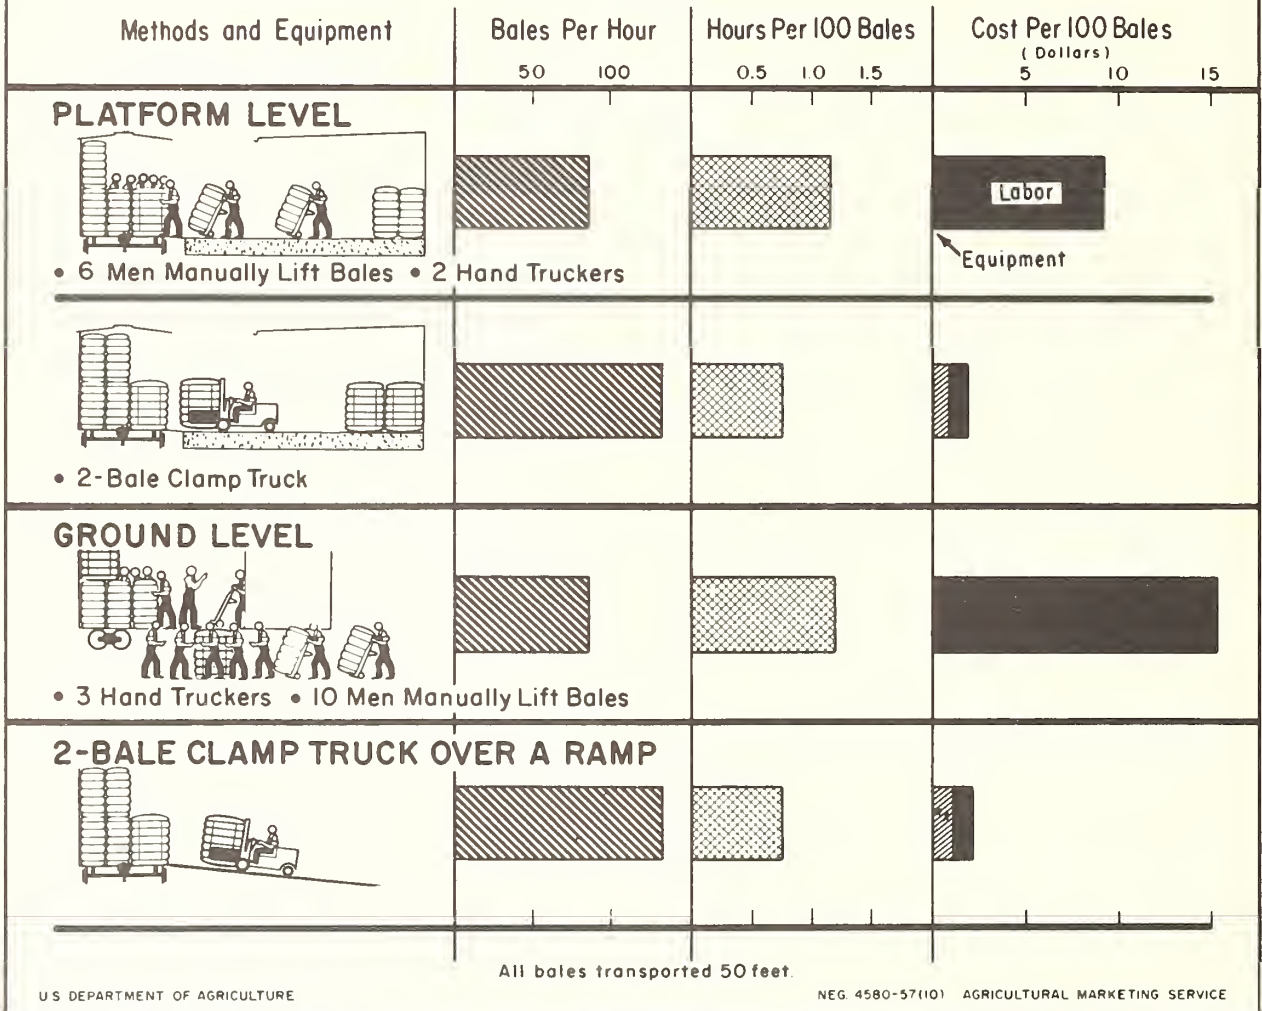 Methods and Equipment
Bales Per Hour
Hours Per 100 Bales
Cost Per 100 Bales
(Dollars)
50 100
0.5 1.0 1.5
5 10 15
PLATFORM LEVEL
Labor
Equipment
• 6 Men Manually Lift Bales • 2 Hand Truckers
• 2-Bale Clamp Truck
GROUND LEVEL
• 3 Hand Truckers • 10 Men Manually Lift Bales
2-BALE CLAMP TRUCK OVER A RAMP
All bales transported 50 feet.
U S DEPARTMENT OF AGRICULTURE
NEG. 4580-57(10) AGRICULTURAL MARKETING SERVICE